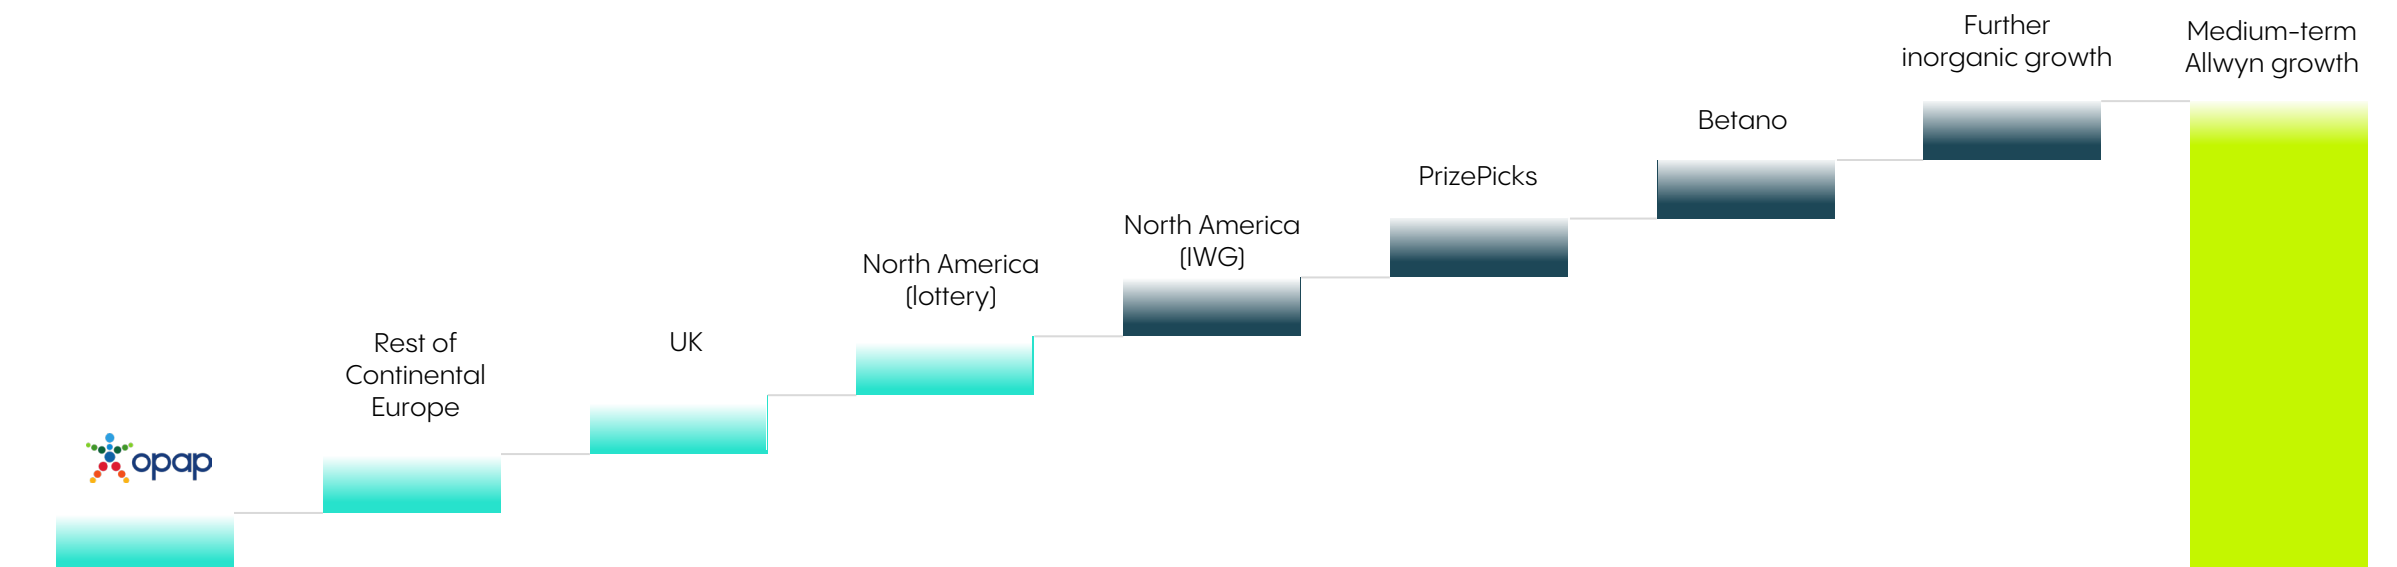 opap
Rest of
Continental
Europe
UK
North America
(lottery)
North America
(IWG)
PrizePicks
Betano
Further
inorganic growth
Medium-term
Allwyn growth